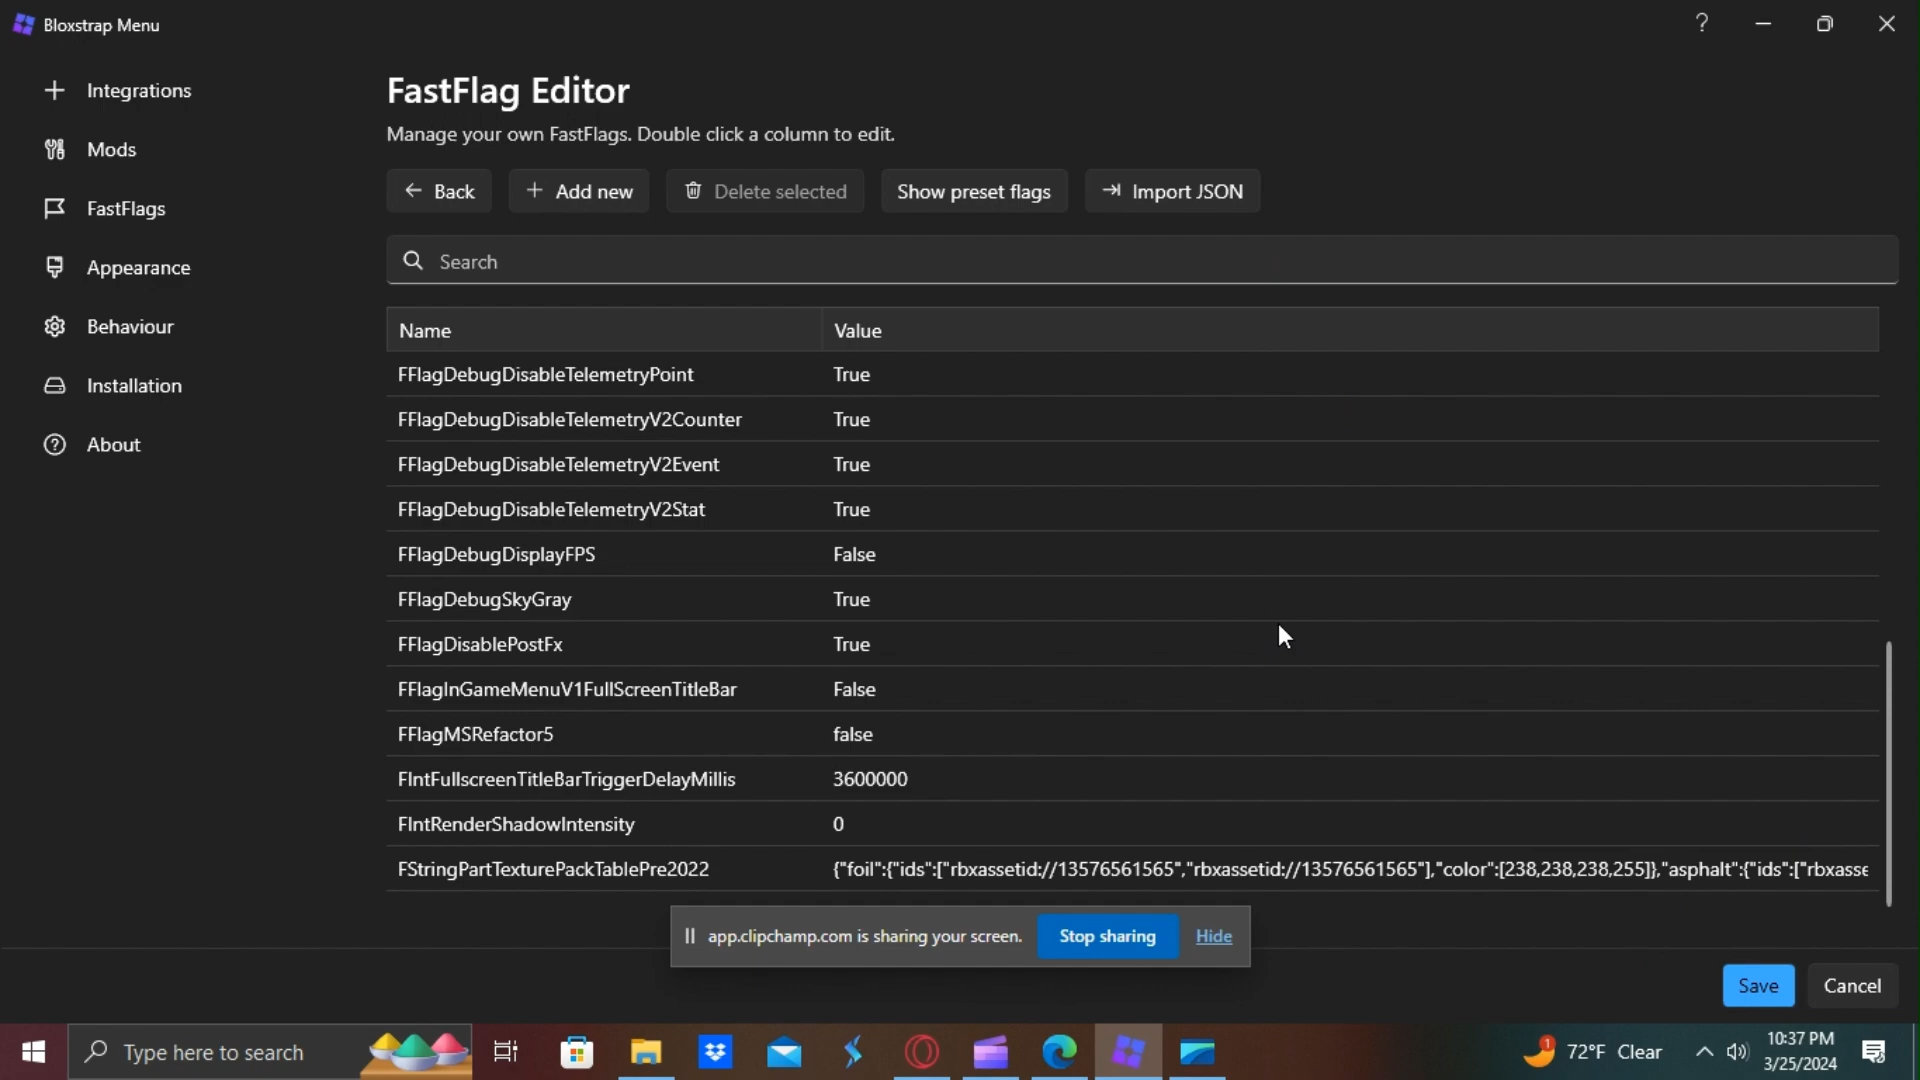 Bloxstrap Menu
?
Integrations
Mods
FastFlags
Appearance
Behaviour
Installation
About
FastFlag Editor
Manage your own FastFlags. Double click a column to edit.
Back
Add new
Delete selected
Show preset flags
Import JSON
Search
Name Value
FFlagDebugDisableTelemetryPoint True
FFlagDebugDisableTelemetryV2Counter True
FFlagDebugDisableTelemetryV2Event True
FFlagDebugDisableTelemetryV2Stat True
FFlagDebugDisplayFPS False
FFlagDebugSkyGray True
FFlagDisablePostFx True
FFlagInGameMenuV1FullScreenTitleBar False
FFlagMSRefactor5 false
FIntFullscreenTitleBarTriggerDelayMillis 3600000
FIntRenderShadowIntensity 0
FStringPartTexturePackTablePre2022 {"foil":{"ids":["rbxassetid://13576561565","rbxassetid://13576561565"],"color":[238,238,238,255]},"asphalt":{"ids":["rbxasse
app.clipchamp.com is sharing your screen. Stop sharing Hide
Save Cancel
Type here to search
1
72°F Clear
10:37 PM
3/25/2024